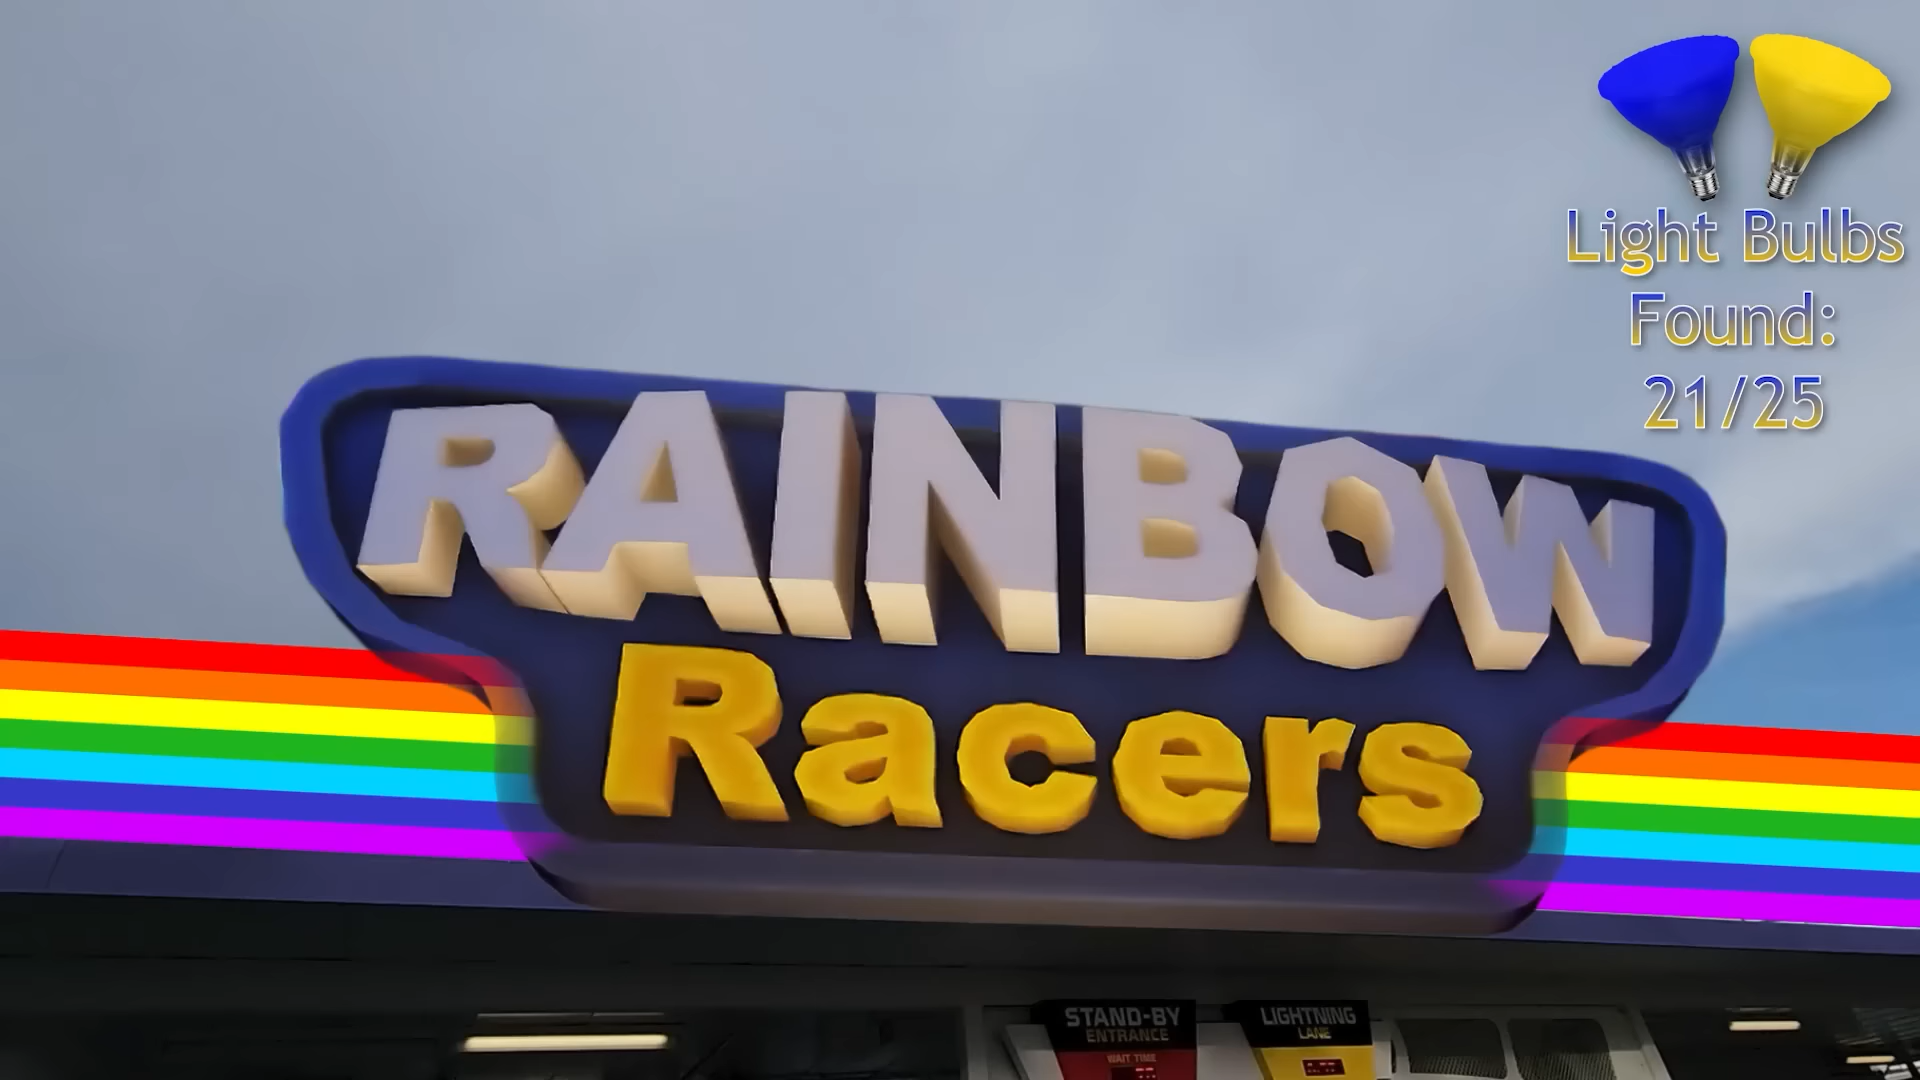 Light Bulbs
Found:
21/25
RAINBOW
Racers
STAND-BY
ENTRANCE
WAIT TIME
LIGHTNING
LANE